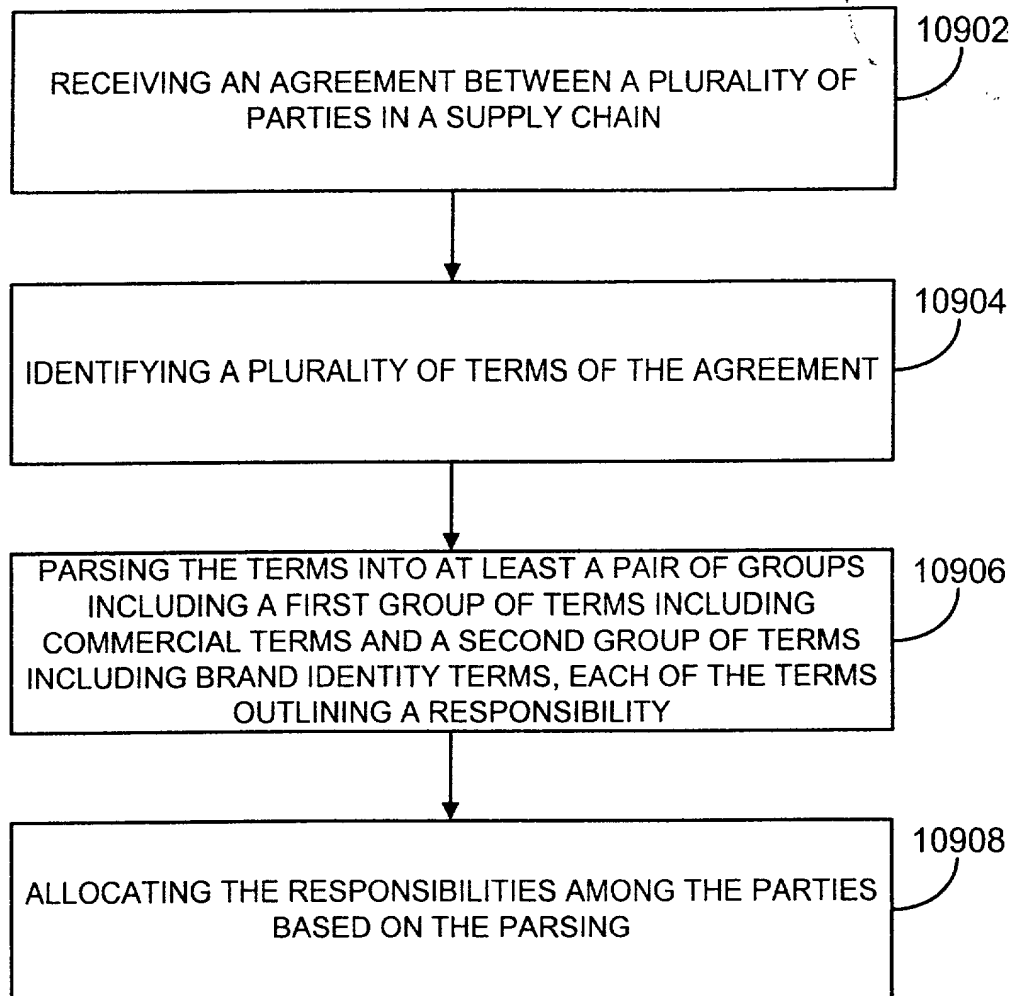 10902
RECEIVING AN AGREEMENT BETWEEN A PLURALITY OF
PARTIES IN A SUPPLY CHAIN
10904
IDENTIFYING A PLURALITY OF TERMS OF THE AGREEMENT
10906
PARSING THE TERMS INTO AT LEAST A PAIR OF GROUPS
INCLUDING A FIRST GROUP OF TERMS INCLUDING
COMMERCIAL TERMS AND A SECOND GROUP OF TERMS
INCLUDING BRAND IDENTITY TERMS, EACH OF THE TERMS
OUTLINING A RESPONSIBILITY
10908
ALLOCATING THE RESPONSIBILITIES AMONG THE PARTIES
BASED ON THE PARSING